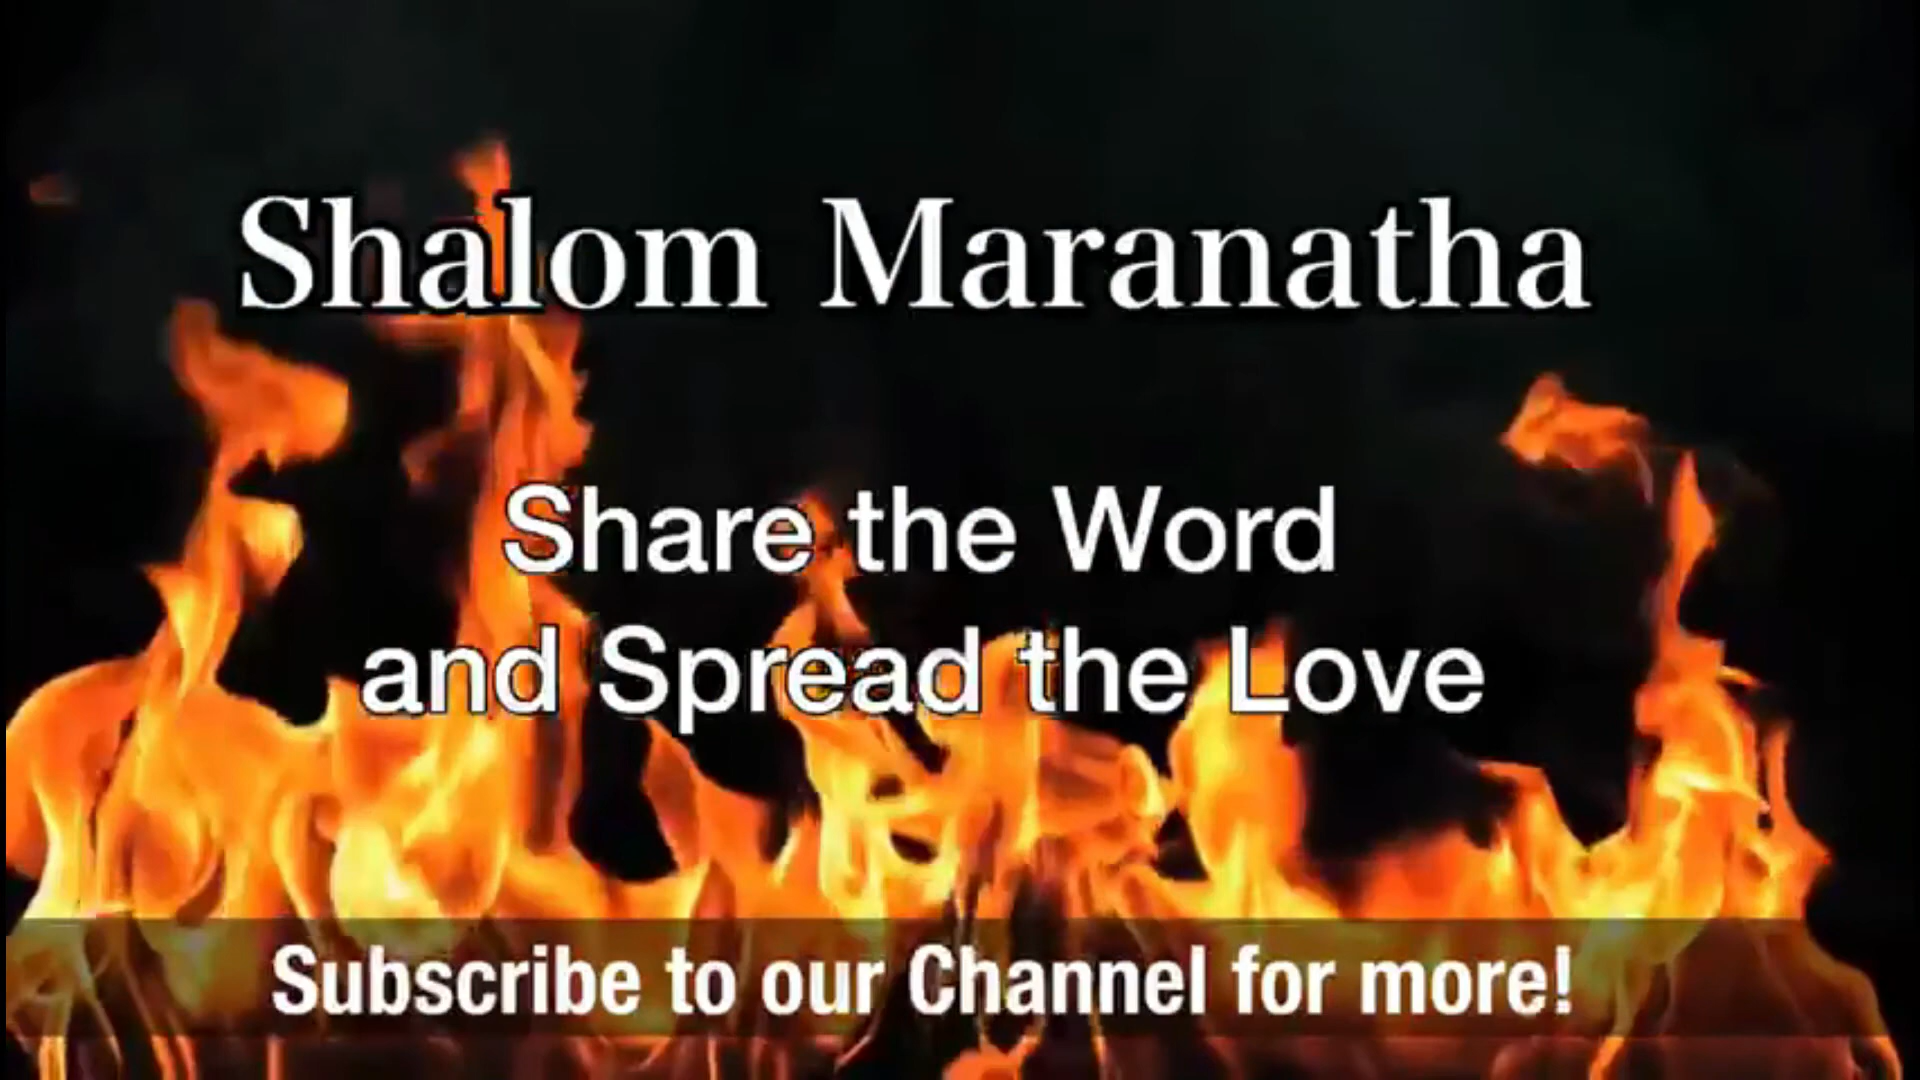 Shalom Maranatha
Share the Word
and Spread the Love
Subscribe to our Channel for more!